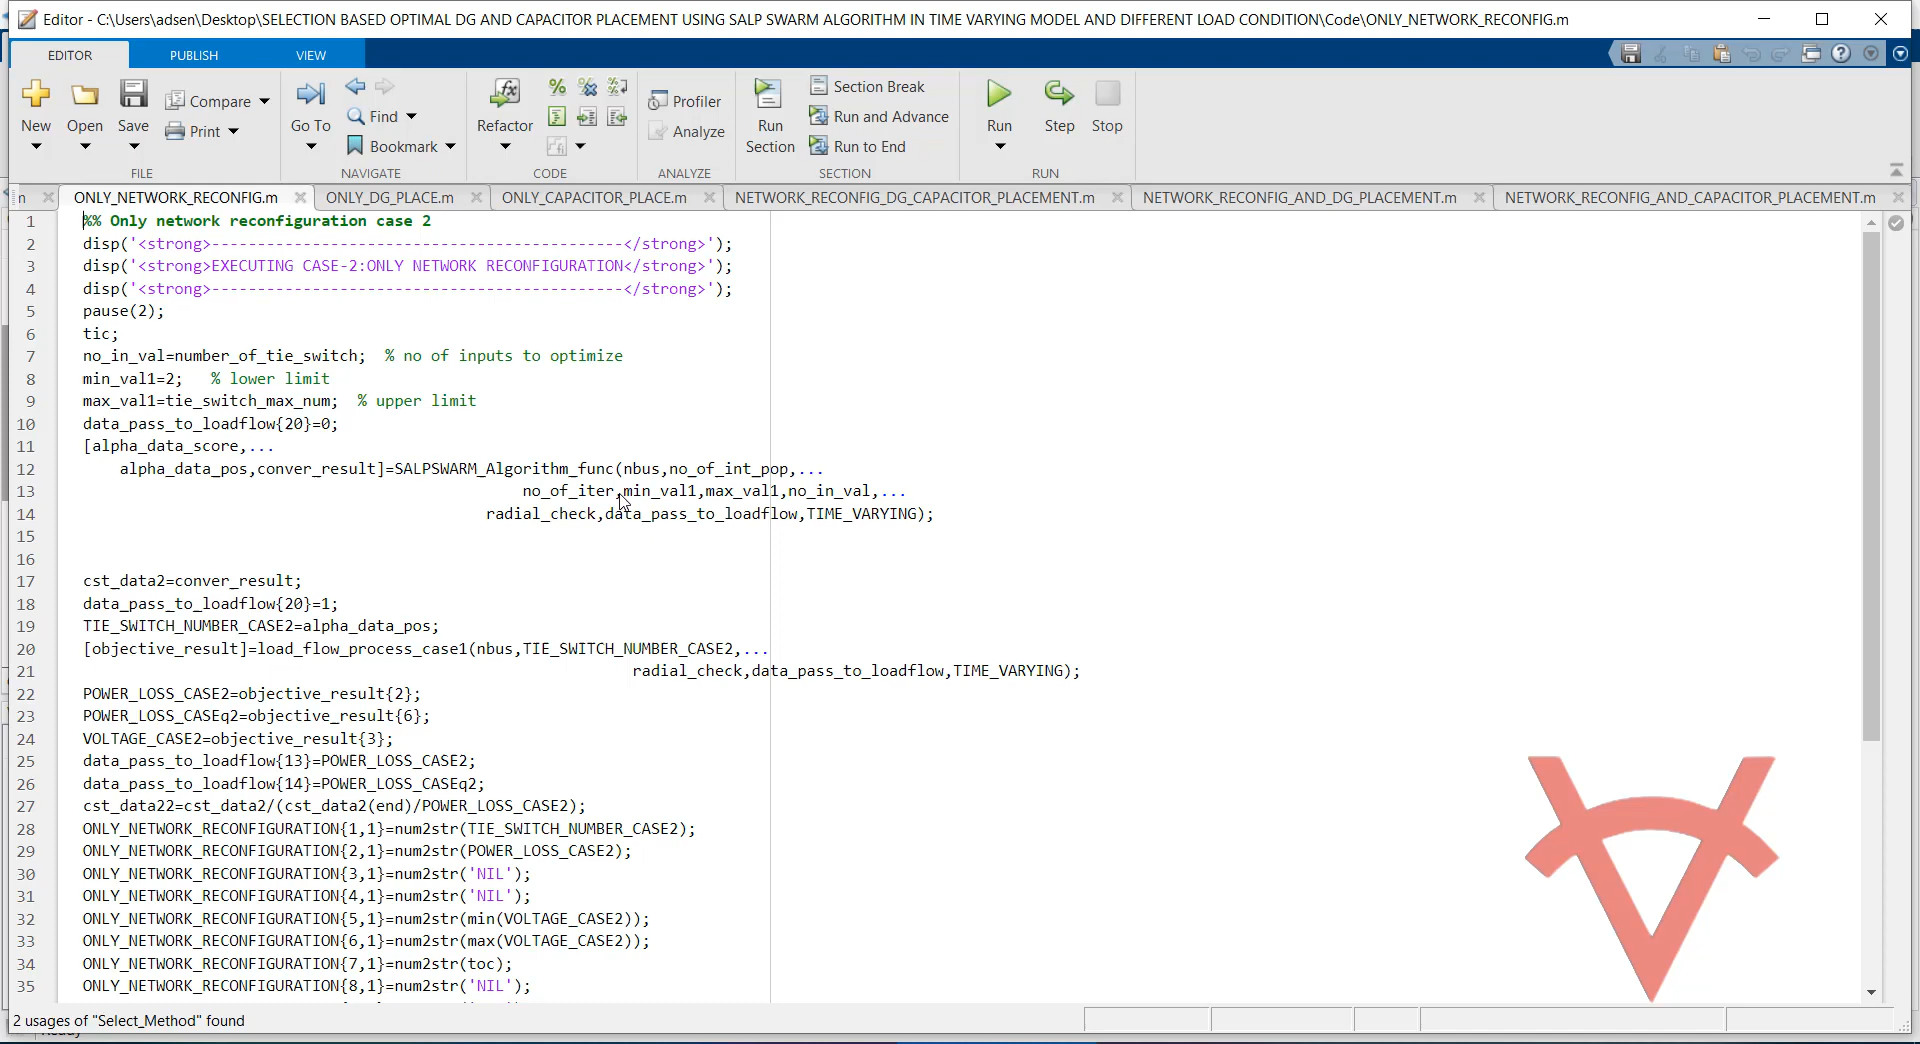 Editor - C:\Users\adsen\Desktop\SELECTION BASED OPTIMAL DG AND CAPACITOR PLACEMENT USING SALP SWARM ALGORITHM IN TIME VARYING MODEL AND DIFFERENT LOAD CONDITION\Code\ONLY_NETWORK_RECONFIG.m
EDITOR PUBLISH VIEW
New Open Save Compare Print
Go To Find Bookmark
Refactor
Profiler Analyze
Run Section Section Break Run and Advance Run to End
Run Step Stop
FILE NAVIGATE CODE ANALYZE SECTION RUN
n ONLY_NETWORK_RECONFIG.m ONLY_DG_PLACE.m ONLY_CAPACITOR_PLACE.m NETWORK_RECONFIG_DG_CAPACITOR_PLACEMENT.m NETWORK_RECONFIG_AND_DG_PLACEMENT.m NETWORK_RECONFIG_AND_CAPACITOR_PLACEMENT.m
1 %% Only network reconfiguration case 2
2 disp('<strong>---------------------------------------------</strong>');
3 disp('<strong>EXECUTING CASE-2:ONLY NETWORK RECONFIGURATION</strong>');
4 disp('<strong>---------------------------------------------</strong>');
5 pause(2);
6 tic;
7 no_in_val=number_of_tie_switch;  % no of inputs to optimize
8 min_val1=2;   % lower limit
9 max_val1=tie_switch_max_num;  % upper limit
10 data_pass_to_loadflow{20}=0;
11 [alpha_data_score,...
12 alpha_data_pos,conver_result]=SALPSWARM_Algorithm_func(nbus,no_of_int_pop,...
13 no_of_iter,min_val1,max_val1,no_in_val,...
14 radial_check,data_pass_to_loadflow,TIME_VARYING);
15
16
17 cst_data2=conver_result;
18 data_pass_to_loadflow{20}=1;
19 TIE_SWITCH_NUMBER_CASE2=alpha_data_pos;
20 [objective_result]=load_flow_process_case1(nbus,TIE_SWITCH_NUMBER_CASE2,...
21 radial_check,data_pass_to_loadflow,TIME_VARYING);
22 POWER_LOSS_CASE2=objective_result{2};
23 POWER_LOSS_CASEq2=objective_result{6};
24 VOLTAGE_CASE2=objective_result{3};
25 data_pass_to_loadflow{13}=POWER_LOSS_CASE2;
26 data_pass_to_loadflow{14}=POWER_LOSS_CASEq2;
27 cst_data22=cst_data2/(cst_data2(end)/POWER_LOSS_CASE2);
28 ONLY_NETWORK_RECONFIGURATION{1,1}=num2str(TIE_SWITCH_NUMBER_CASE2);
29 ONLY_NETWORK_RECONFIGURATION{2,1}=num2str(POWER_LOSS_CASE2);
30 ONLY_NETWORK_RECONFIGURATION{3,1}=num2str('NIL');
31 ONLY_NETWORK_RECONFIGURATION{4,1}=num2str('NIL');
32 ONLY_NETWORK_RECONFIGURATION{5,1}=num2str(min(VOLTAGE_CASE2));
33 ONLY_NETWORK_RECONFIGURATION{6,1}=num2str(max(VOLTAGE_CASE2));
34 ONLY_NETWORK_RECONFIGURATION{7,1}=num2str(toc);
35 ONLY_NETWORK_RECONFIGURATION{8,1}=num2str('NIL');
2 usages of "Select_Method" found